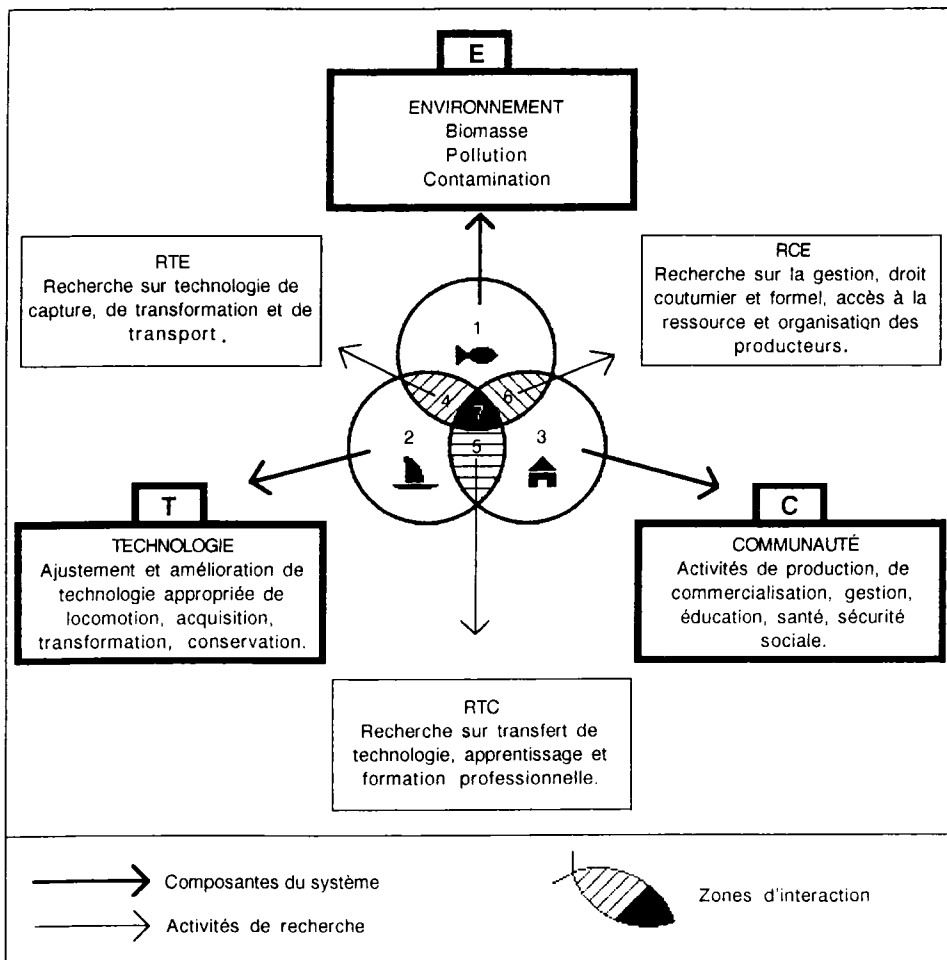 E
ENVIRONNEMENT
Biomasse
Pollution
Contamination
RTE
Recherche sur technologie de
capture, de transformation et de
transport.
RCE
Recherche sur la gestion, droit
coutumier et formel, accès à la
ressource et organisation des
producteurs.
1
4
7
6
2
5
3
T
TECHNOLOGIE
Ajustement et amélioration de
technologie appropriée de
locomotion, acquisition,
transformation, conservation.
C
COMMUNAUTÉ
Activités de production, de
commercialisation, gestion,
éducation, santé, sécurité
sociale.
RTC
Recherche sur transfert de
technologie, apprentissage et
formation professionnelle.
Composantes du système
Activités de recherche
Zones d'interaction